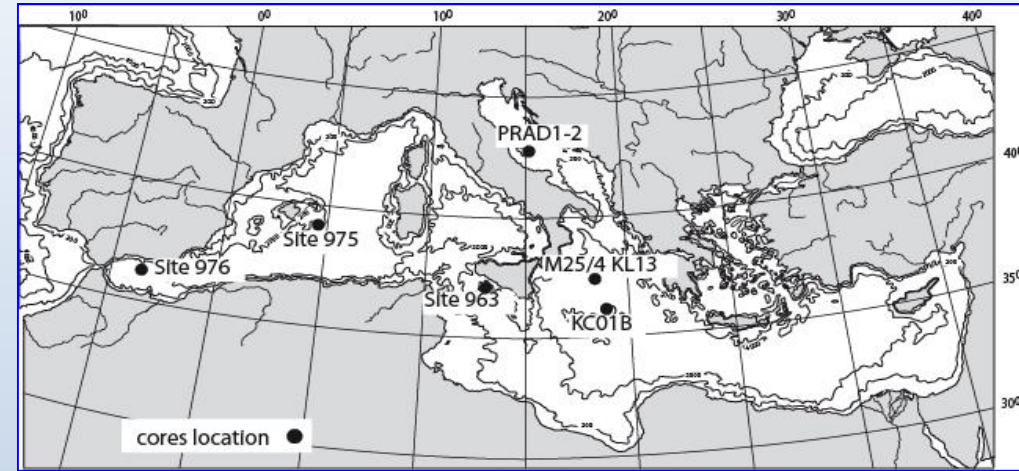 10⁰ 0⁰ 10⁰ 20⁰ 30⁰ 40⁰
PRAD1-2
40⁰
Site 975
Site 976
M25/4 KL13
35⁰
Site 963
KC01B
30⁰
cores location